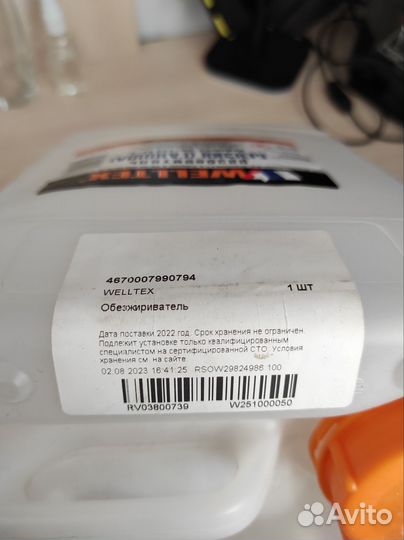 WELLTEX
4670007990794
WELLTEX 1 шт
Обезжириватель
Дата поставки 2022 год. Срок хранения не ограничен.
Подлежит установке только квалифицированным
специалистом на сертифицированной СТО. Условия
хранения см. на сайте.
02.08.2023 16:41:25 RSOW29824986 100
RV03800739 W251000050
Avito